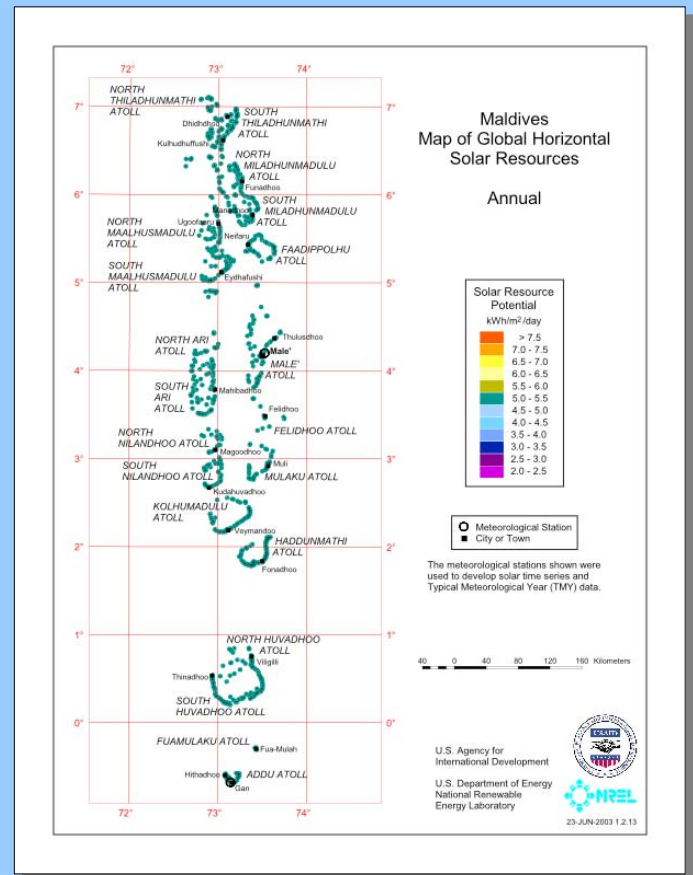 Maldives
Map of Global Horizontal
Solar Resources
Annual
72°
73°
74°
7°
7°
6°
6°
5°
5°
4°
4°
3°
3°
2°
2°
1°
1°
0°
0°
72°
73°
74°
NORTH
THILADHUNMATHI
ATOLL
SOUTH
THILADHUNMATHI
ATOLL
Dhidhdhoo
Kulhudhuffushi
NORTH
MILADHUNMADULU
ATOLL
Funadhoo
SOUTH
MILADHUNMADULU
ATOLL
NORTH
MAALHUSMADULU
ATOLL
Ugoofaaru
Neifaru
FAADIPPOLHU
ATOLL
SOUTH
MAALHUSMADULU
ATOLL
Eydhafushi
Thulusdhoo
NORTH ARI
ATOLL
Male'
MALE'
ATOLL
SOUTH
ARI
ATOLL
Mahibadhoo
Felidhoo
FELIDHOO ATOLL
NORTH
NILANDHOO ATOLL
Magoodhoo
SOUTH
NILANDHOO ATOLL
Muli
MULAKU ATOLL
Kudahuvadhoo
KOLHUMADULU
ATOLL
Veymandoo
HADDUNMATHI
ATOLL
Fonadhoo
NORTH HUVADHOO
ATOLL
Viligilli
Thinadhoo
SOUTH
HUVADHOO ATOLL
FUAMULAKU ATOLL
Fua-Mulah
Hithadhoo
ADDU ATOLL
Gan
Solar Resource
Potential
kWh/m²/day
> 7.5
7.0 - 7.5
6.5 - 7.0
6.0 - 6.5
5.5 - 6.0
5.0 - 5.5
4.5 - 5.0
4.0 - 4.5
3.5 - 4.0
3.0 - 3.5
2.5 - 3.0
2.0 - 2.5
Meteorological Station
City or Town
The meteorological stations shown were
used to develop solar time series and
Typical Meteorological Year (TMY) data.
40 0 40 80 120 160 Kilometers
U.S. Agency for
International Development
U.S. Department of Energy
National Renewable
Energy Laboratory
USAID
NREL
23-JUN-2003 1.2.13